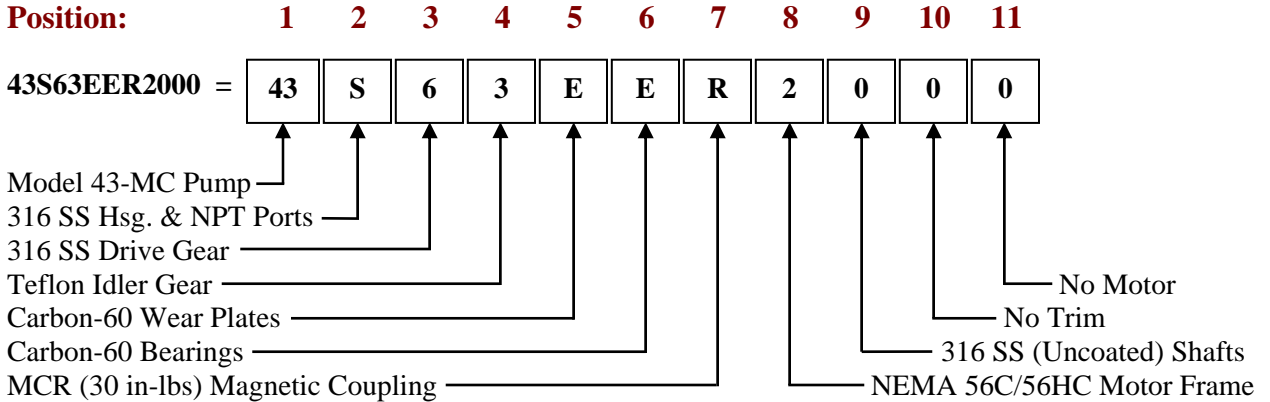 Position: 1 2 3 4 5 6 7 8 9 10 11
43S63EER2000 = 43 S 6 3 E E R 2 0 0 0
Model 43-MC Pump
316 SS Hsg. & NPT Ports
316 SS Drive Gear
Teflon Idler Gear No Motor
Carbon-60 Wear Plates No Trim
Carbon-60 Bearings 316 SS (Uncoated) Shafts
MCR (30 in-lbs) Magnetic Coupling NEMA 56C/56HC Motor Frame